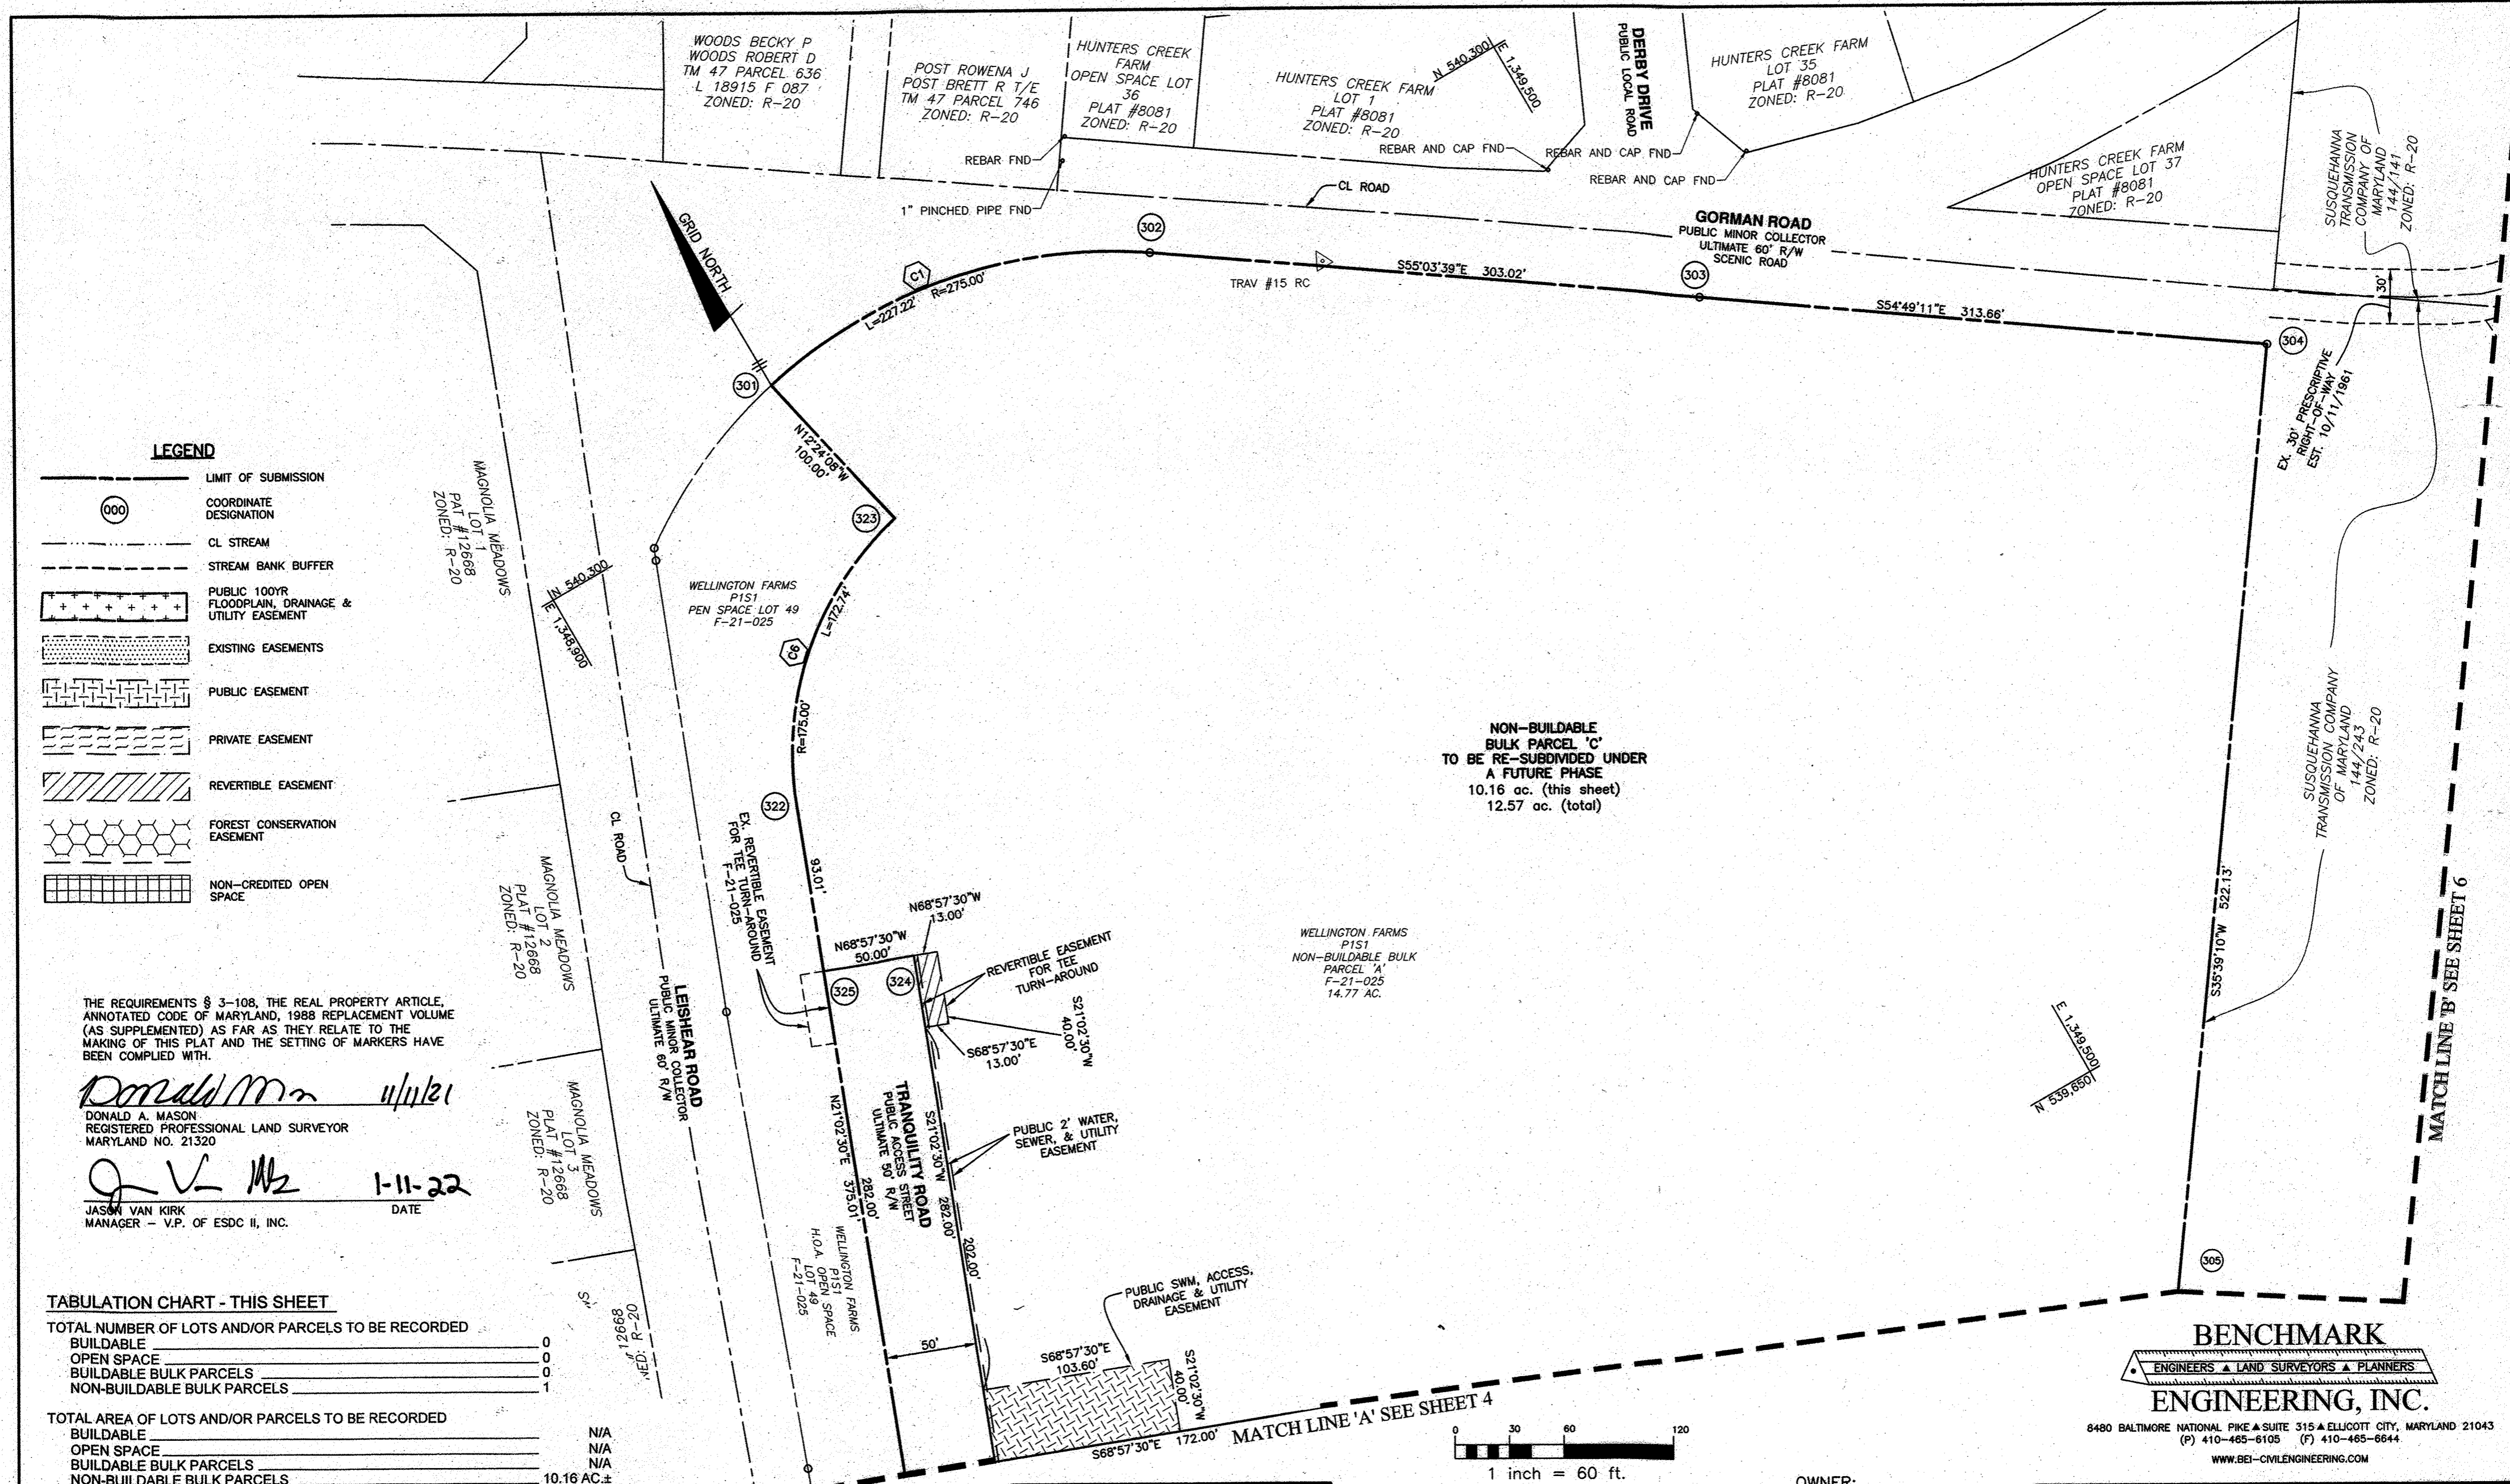 WOODS BECKY P
WOODS ROBERT D
TM 47 PARCEL 636
L 18915 F 087
ZONED: R-20
POST ROWENA J
POST BRETT R T/E
TM 47 PARCEL 746
ZONED: R-20
HUNTERS CREEK
FARM
OPEN SPACE LOT
36
PLAT #8081
ZONED: R-20
HUNTERS CREEK FARM
LOT 1
PLAT #8081
ZONED: R-20
N 540,300
E 1,349,500
DERBY DRIVE
PUBLIC LOCAL ROAD
HUNTERS CREEK FARM
LOT 35
PLAT #8081
ZONED: R-20
HUNTERS CREEK FARM
OPEN SPACE LOT 37
PLAT #8081
ZONED: R-20
SUSQUEHANNA
TRANSMISSION
COMPANY OF
MARYLAND
144/141
ZONED: R-20
REBAR FND
REBAR AND CAP FND
REBAR AND CAP FND
REBAR AND CAP FND
1" PINCHED PIPE FND
CL ROAD
GORMAN ROAD
PUBLIC MINOR COLLECTOR
ULTIMATE 60' R/W
SCENIC ROAD
GRID NORTH
302
C1
L=227.22'
R=275.00'
TRAV #15 RC
S55°03'39"E 303.02'
303
S54°49'11"E 313.66'
30'
304
EX. 30' PRESCRIPTIVE
RIGHT-OF-WAY
EST. 10/11/1961
301
N12°24'08"W
100.00'
323
L=172.74'
C6
R=175.00'
322
93.01'
WELLINGTON FARMS
P1S1
PEN SPACE LOT 49
F-21-025
LEGEND
LIMIT OF SUBMISSION
000
COORDINATE
DESIGNATION
CL STREAM
STREAM BANK BUFFER
PUBLIC 100YR
FLOODPLAIN, DRAINAGE &
UTILITY EASEMENT
EXISTING EASEMENTS
PUBLIC EASEMENT
PRIVATE EASEMENT
REVERTIBLE EASEMENT
FOREST CONSERVATION
EASEMENT
NON-CREDITED OPEN
SPACE
MAGNOLIA MEADOWS
LOT 1
PAT #12668
ZONED: R-20
N 540,300
E 1,348,900
MAGNOLIA MEADOWS
LOT 2
PLAT #12668
ZONED: R-20
MAGNOLIA MEADOWS
LOT 3
PLAT #12668
ZONED: R-20
CL ROAD
LEISHEAR ROAD
PUBLIC MINOR COLLECTOR
ULTIMATE 60' R/W
EX. REVERTIBLE EASEMENT
FOR TEE TURN-AROUND
F-21-025
NON-BUILDABLE
BULK PARCEL 'C'
TO BE RE-SUBDIVIDED UNDER
A FUTURE PHASE
10.16 ac. (this sheet)
12.57 ac. (total)
SUSQUEHANNA
TRANSMISSION COMPANY
OF MARYLAND
144/243
ZONED: R-20
S35°39'10"W 522.13'
MATCH LINE 'B' SEE SHEET 6
N68°57'30"W
13.00'
N68°57'30"W
50.00'
324
325
REVERTIBLE EASEMENT
FOR TEE
TURN-AROUND
S21°02'30"W
40.00'
S68°57'30"E
13.00'
WELLINGTON FARMS
P1S1
NON-BUILDABLE BULK
PARCEL 'A'
F-21-025
14.77 AC.
E 1,349,500
N 539,650
TRANQUILITY ROAD
PUBLIC ACCESS STREET
ULTIMATE 50' R/W
N21°02'30"E 375.01'
282.00'
S21°02'30"W 282.00'
202.00'
PUBLIC 2' WATER,
SEWER, & UTILITY
EASEMENT
WELLINGTON FARMS
P1S1
H.O.A. OPEN SPACE
LOT 49
F-21-025
50'
PUBLIC SWM, ACCESS,
DRAINAGE & UTILITY
EASEMENT
S68°57'30"E
103.60'
S21°02'30"W
40.00'
S68°57'30"E 172.00'
MATCH LINE 'A' SEE SHEET 4
305
THE REQUIREMENTS § 3-108, THE REAL PROPERTY ARTICLE,
ANNOTATED CODE OF MARYLAND, 1988 REPLACEMENT VOLUME
(AS SUPPLEMENTED) AS FAR AS THEY RELATE TO THE
MAKING OF THIS PLAT AND THE SETTING OF MARKERS HAVE
BEEN COMPLIED WITH.
11/11/21
DONALD A. MASON
REGISTERED PROFESSIONAL LAND SURVEYOR
MARYLAND NO. 21320
1-11-22
JASON VAN KIRK
DATE
MANAGER - V.P. OF ESDC II, INC.
TABULATION CHART - THIS SHEET
TOTAL NUMBER OF LOTS AND/OR PARCELS TO BE RECORDED
BUILDABLE 0
OPEN SPACE 0
BUILDABLE BULK PARCELS 0
NON-BUILDABLE BULK PARCELS 1
TOTAL AREA OF LOTS AND/OR PARCELS TO BE RECORDED
BUILDABLE N/A
OPEN SPACE N/A
BUILDABLE BULK PARCELS N/A
NON-BUILDABLE BULK PARCELS 10.16 AC.±
0 30 60 120
1 inch = 60 ft.
BENCHMARK
ENGINEERS ▲ LAND SURVEYORS ▲ PLANNERS
ENGINEERING, INC.
8480 BALTIMORE NATIONAL PIKE ▲ SUITE 315 ▲ ELLICOTT CITY, MARYLAND 21043
(P) 410-465-6105 (F) 410-465-6644
WWW.BEI-CIVILENGINEERING.COM
OWNER: